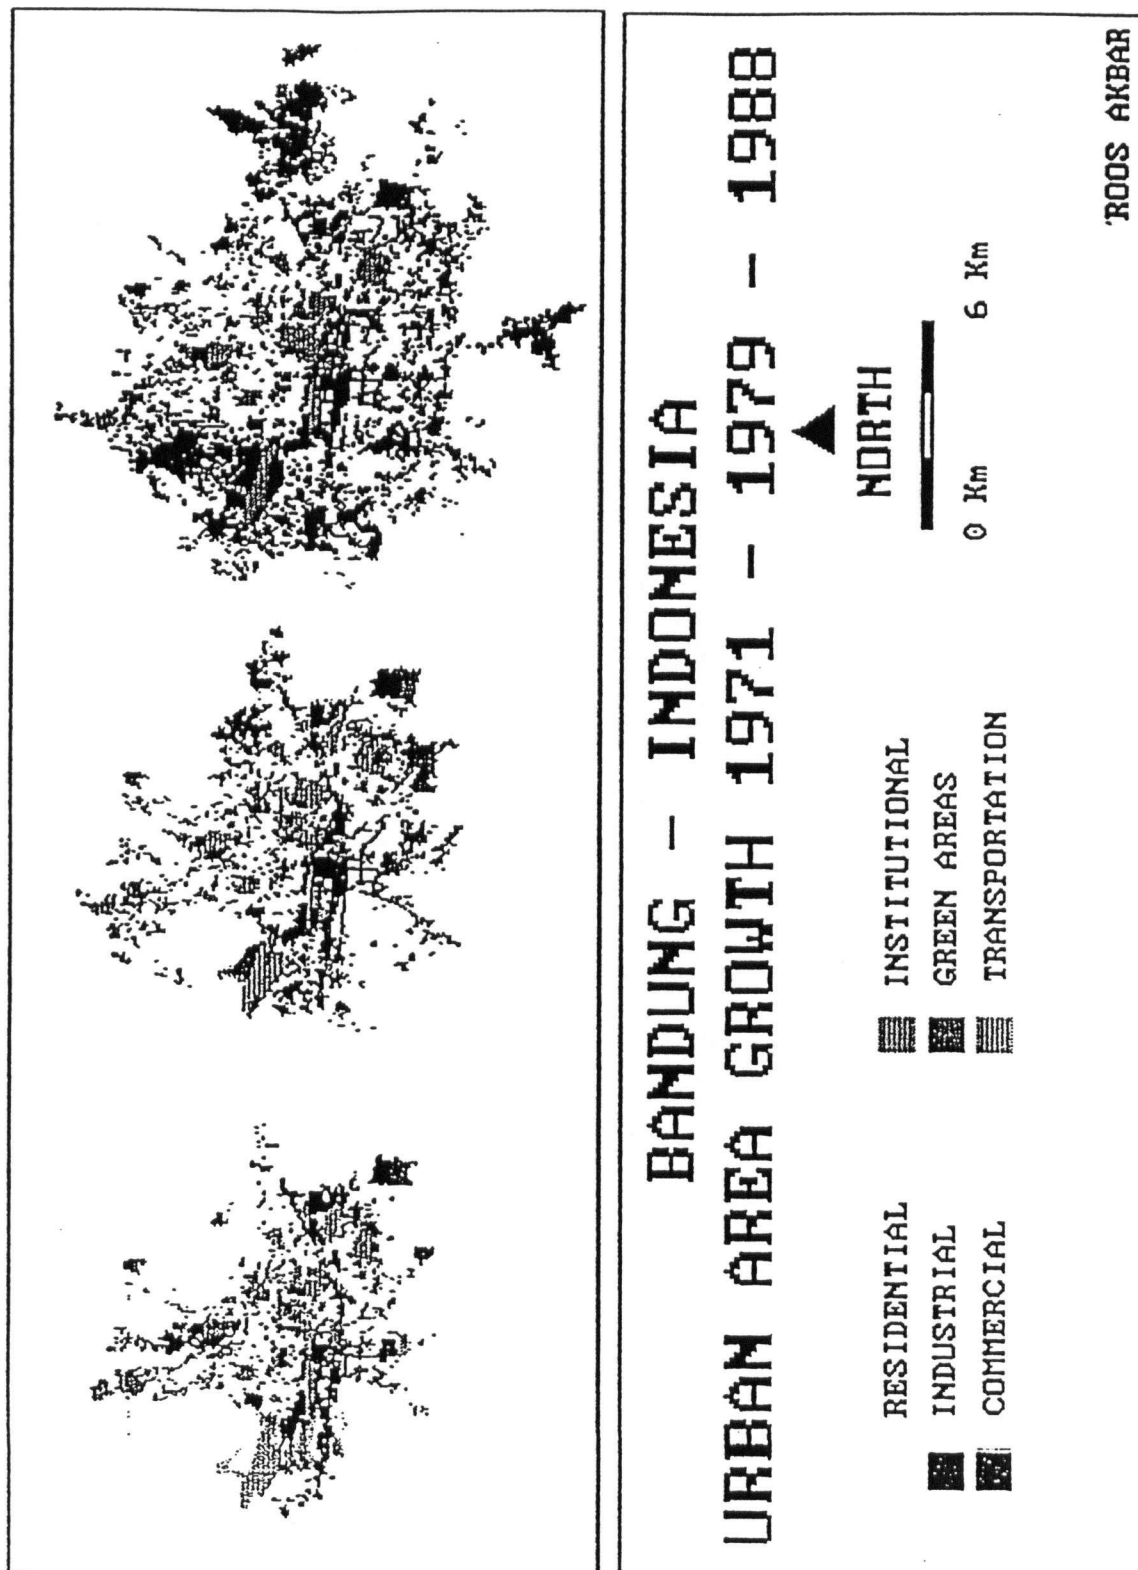 BANDUNG - INDONESIA
URBAN AREA GROWTH 1971 - 1979 - 1988
NORTH
0 Km 6 Km
RESIDENTIAL
INDUSTRIAL
COMMERCIAL
INSTITUTIONAL
GREEN AREAS
TRANSPORTATION
'ROOS AKBAR